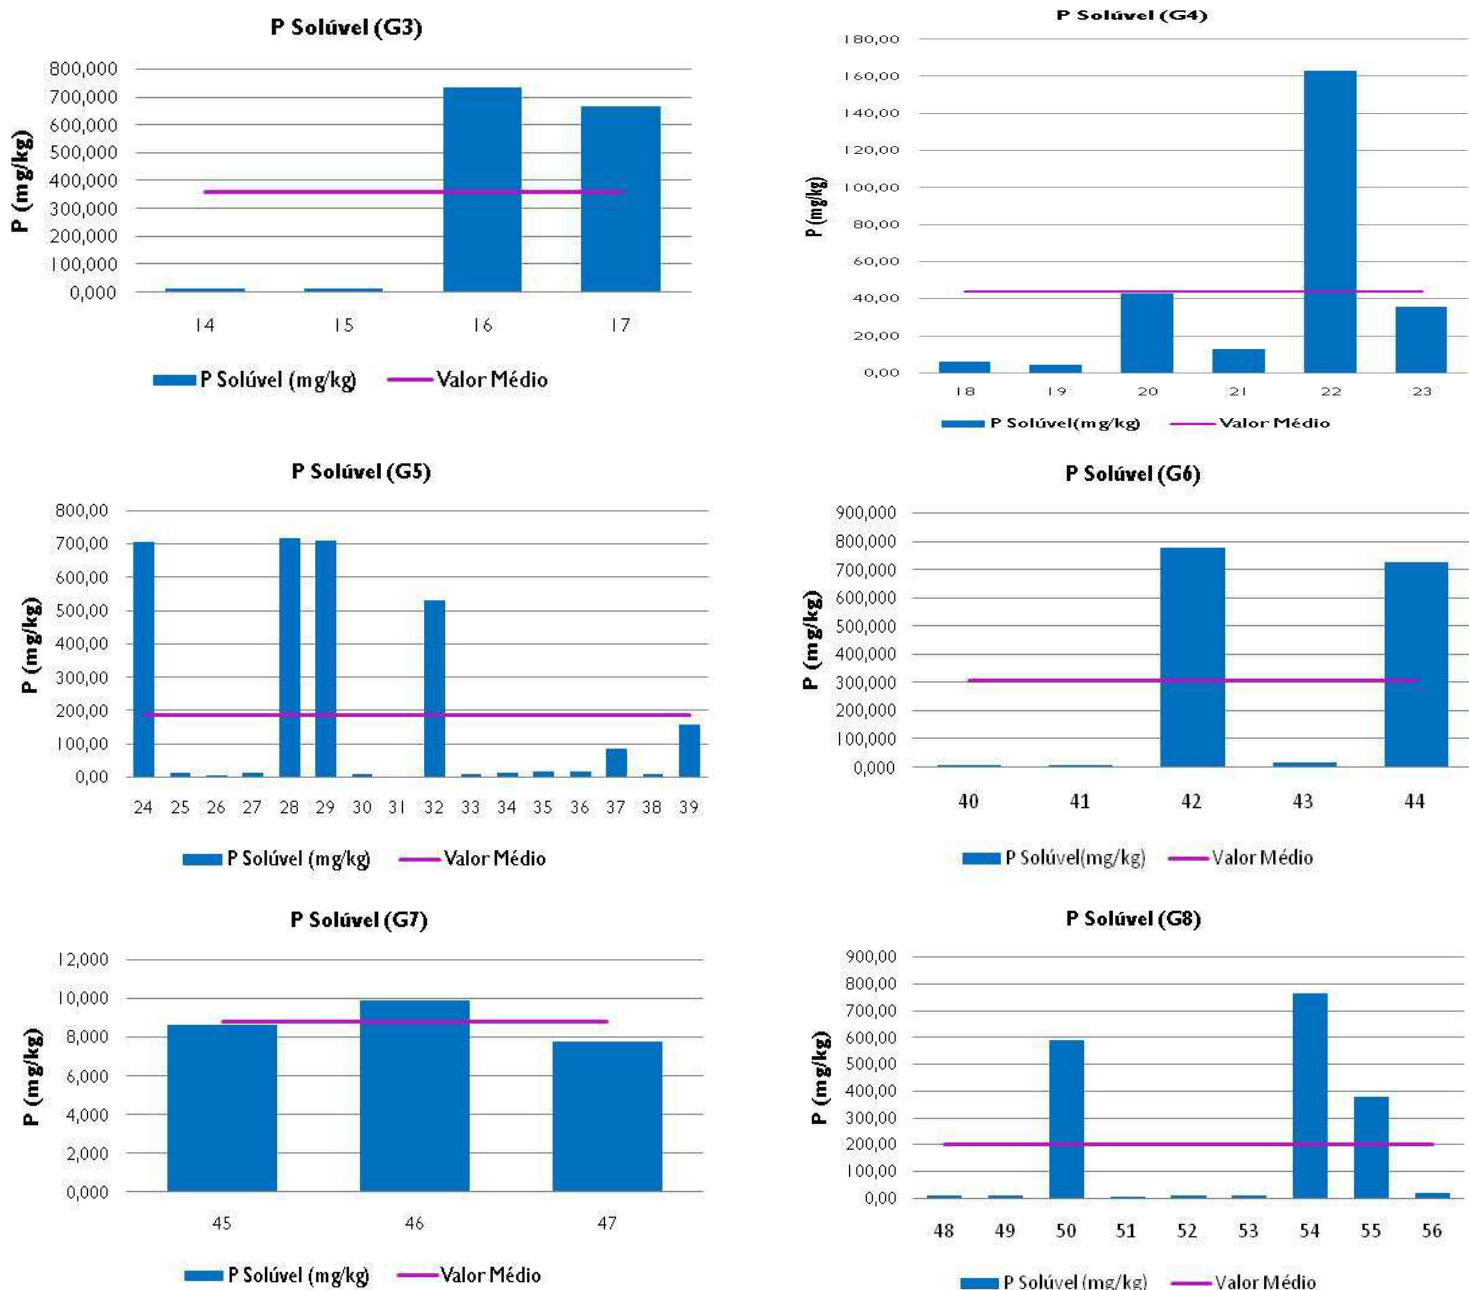 P Solúvel (G3)
P (mg/kg)
800,000
700,000
600,000
500,000
400,000
300,000
200,000
100,000
0,000
14 15 16 17
P Solúvel (mg/kg) Valor Médio
P Solúvel (G4)
P (mg/kg)
180,00
160,00
140,00
120,00
100,00
80,00
60,00
40,00
20,00
0,00
18 19 20 21 22 23
P Solúvel(mg/kg) Valor Médio
P Solúvel (G5)
P (mg/kg)
800,00
700,00
600,00
500,00
400,00
300,00
200,00
100,00
0,00
24 25 26 27 28 29 30 31 32 33 34 35 36 37 38 39
P Solúvel (mg/kg) Valor Médio
P Solúvel (G6)
P (mg/kg)
900,000
800,000
700,000
600,000
500,000
400,000
300,000
200,000
100,000
0,000
40 41 42 43 44
P Solúvel(mg/kg) Valor Médio
P Solúvel (G7)
P (mg/kg)
12,000
10,000
8,000
6,000
4,000
2,000
0,000
45 46 47
P Solúvel (mg/kg) Valor Médio
P Solúvel (G8)
P (mg/kg)
900,00
800,00
700,00
600,00
500,00
400,00
300,00
200,00
100,00
0,00
48 49 50 51 52 53 54 55 56
P Solúvel (mg/kg) Valor Médio